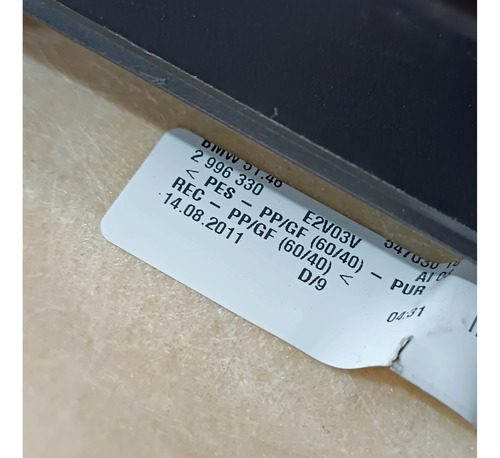 BMW 51.46
2 996 330 E2V03V 547030
< PES - PP/GF (60/40) - PUR
REC - PP/GF (60/40) <
14.08.2011 D/9 04:31